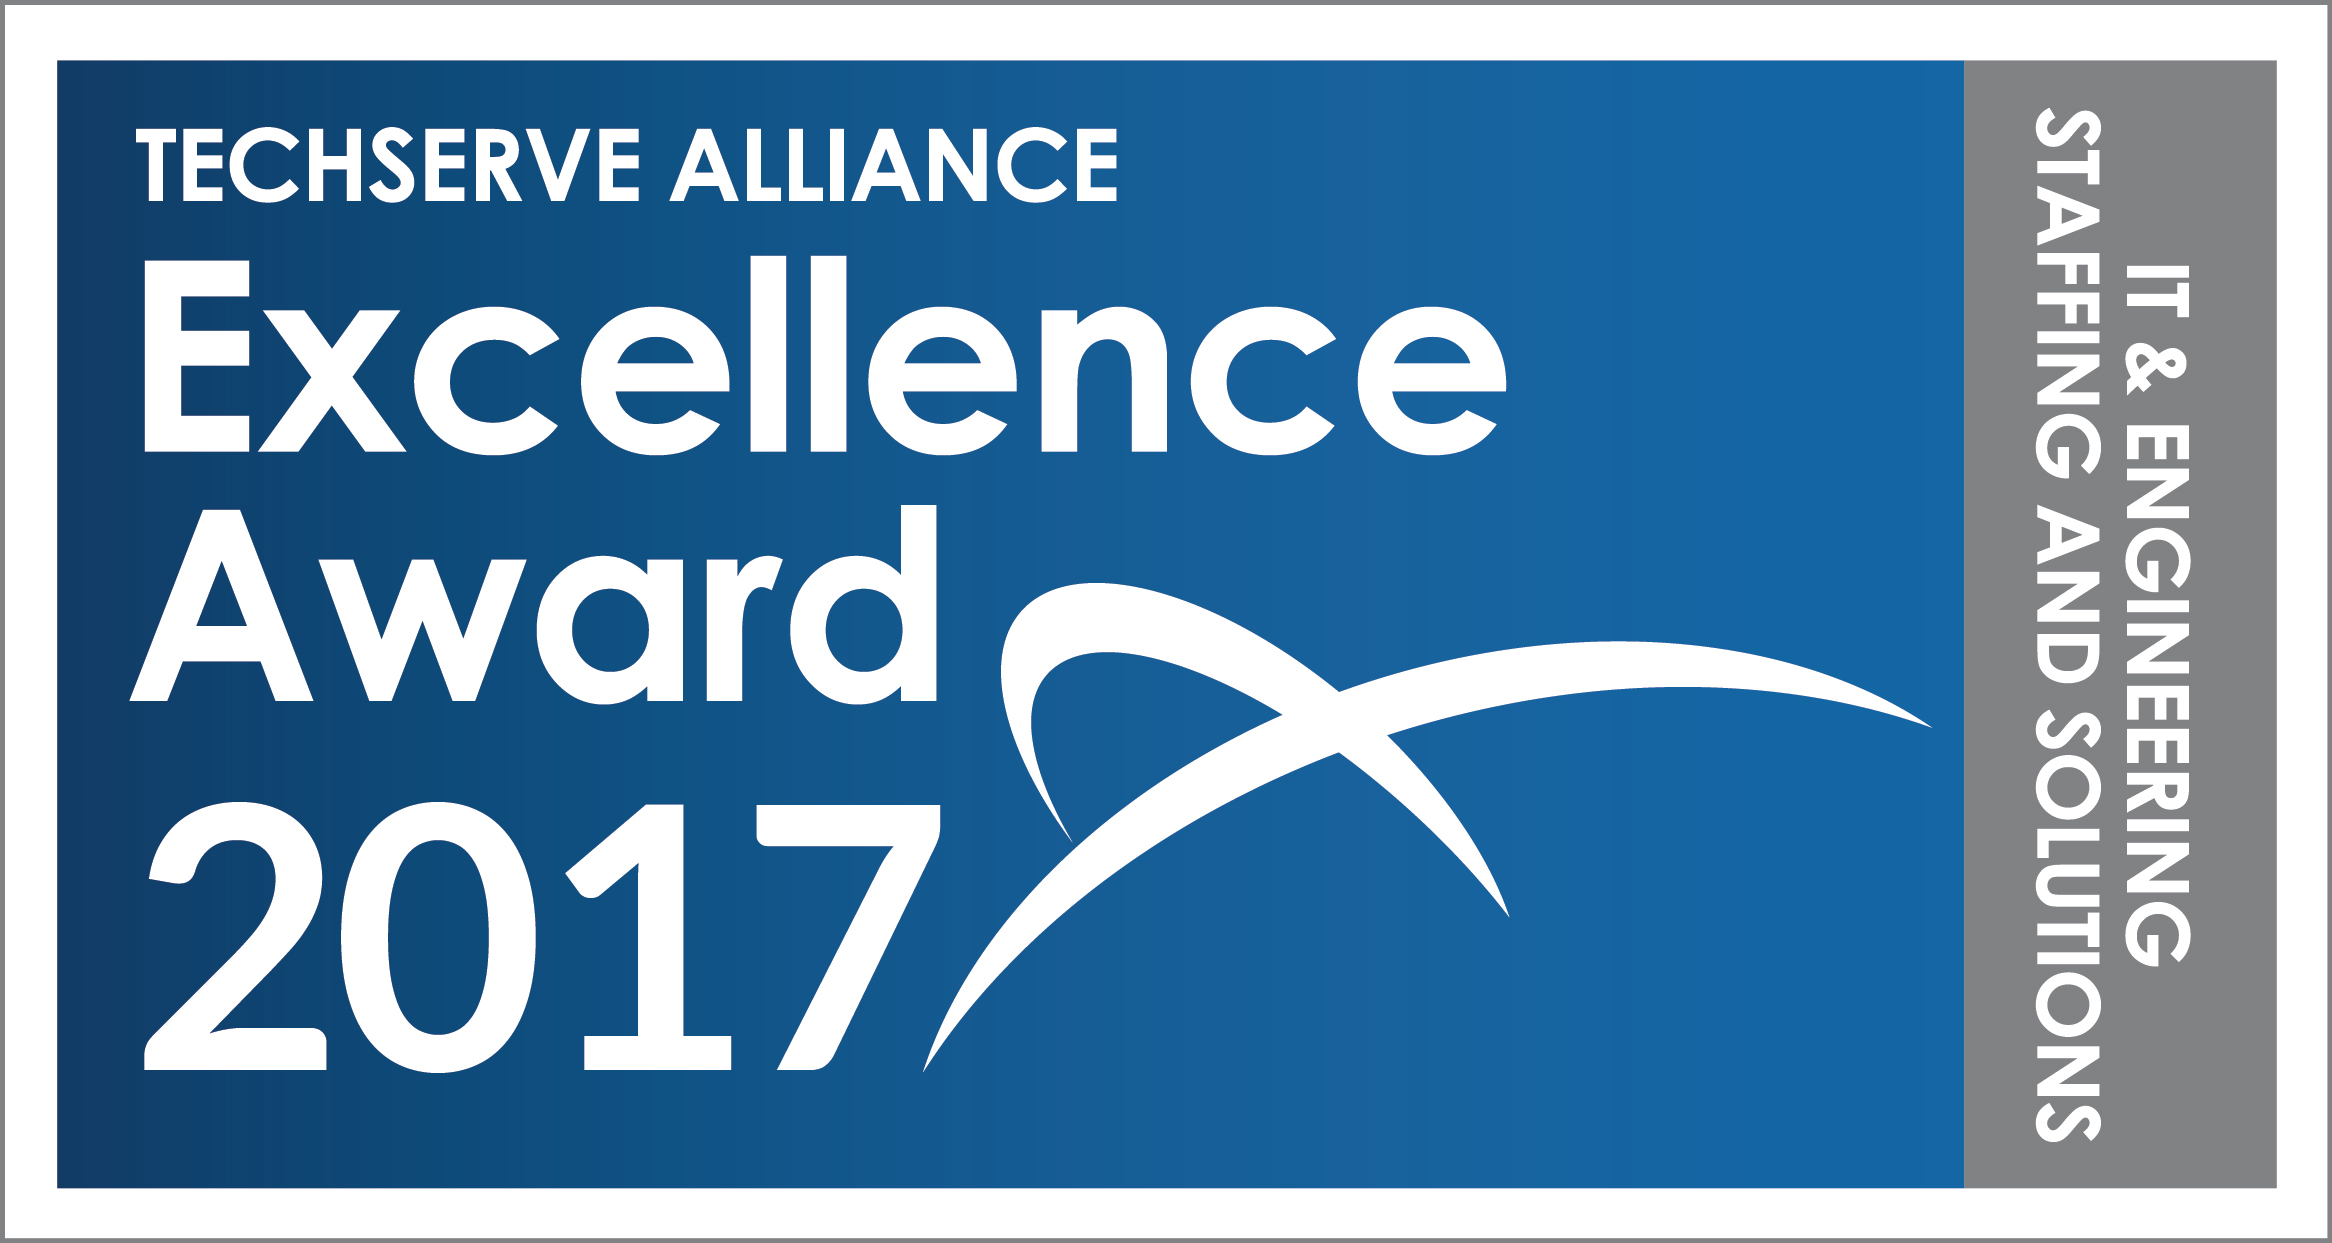 TECHSERVE ALLIANCE
Excellence
Award
2017
IT & ENGINEERING
STAFFING AND SOLUTIONS